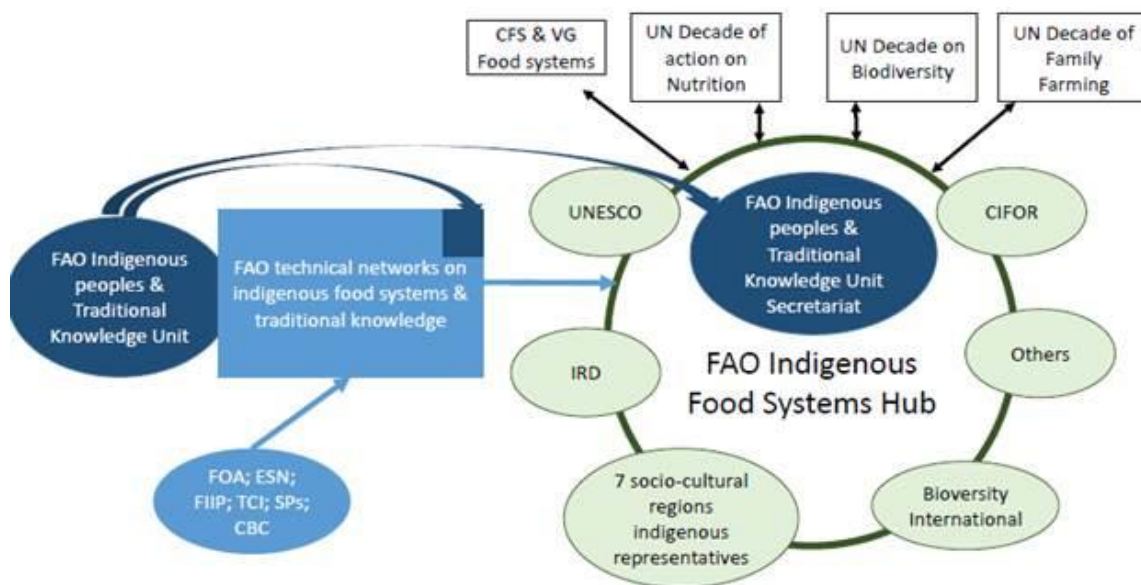 CFS & VG
Food systems
UN Decade of
action on
Nutrition
UN Decade on
Biodiversity
UN Decade of
Family
Farming
FAO Indigenous
peoples &
Traditional
Knowledge Unit
FAO technical networks on
indigenous food systems &
traditional knowledge
FOA; ESN;
FIIP; TCI; SPs;
CBC
UNESCO
FAO Indigenous
peoples &
Traditional
Knowledge Unit
Secretariat
CIFOR
IRD
Others
FAO Indigenous
Food Systems Hub
7 socio-cultural
regions
indigenous
representatives
Bioversity
International